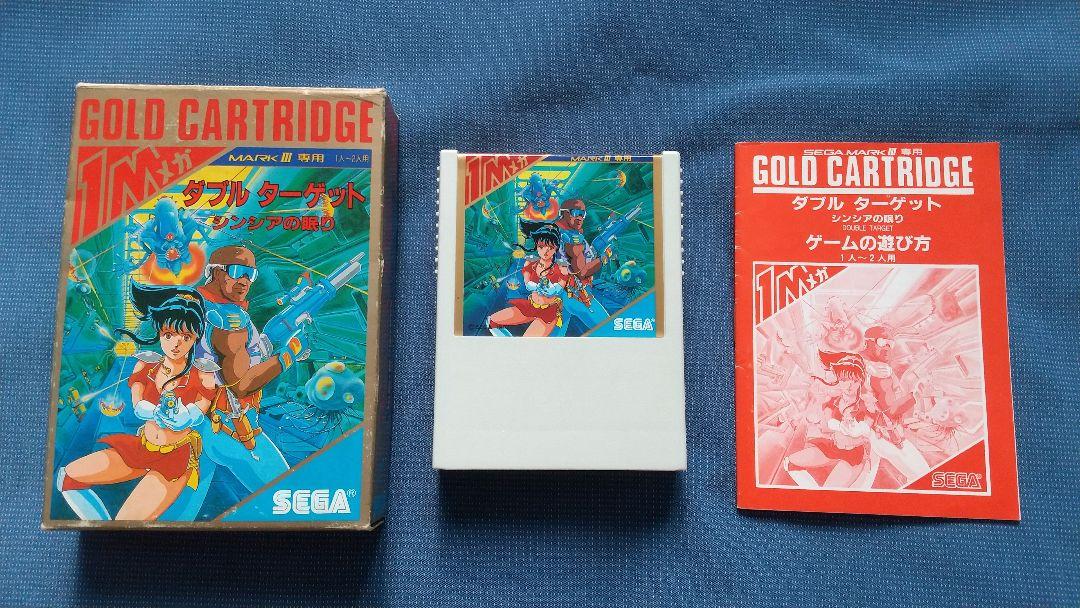 GOLD CARTRIDGE
1Mメガ
MARK III 専用 1人～2人用
ダブル ターゲット
シンシアの眠り
SEGA®
1Mメガ
MARK III 専用
SEGA®
SEGA MARK III 専用
GOLD CARTRIDGE
ダブル ターゲット
シンシアの眠り
DOUBLE TARGET
ゲームの遊び方
1人～2人用
1Mメガ
SEGA®